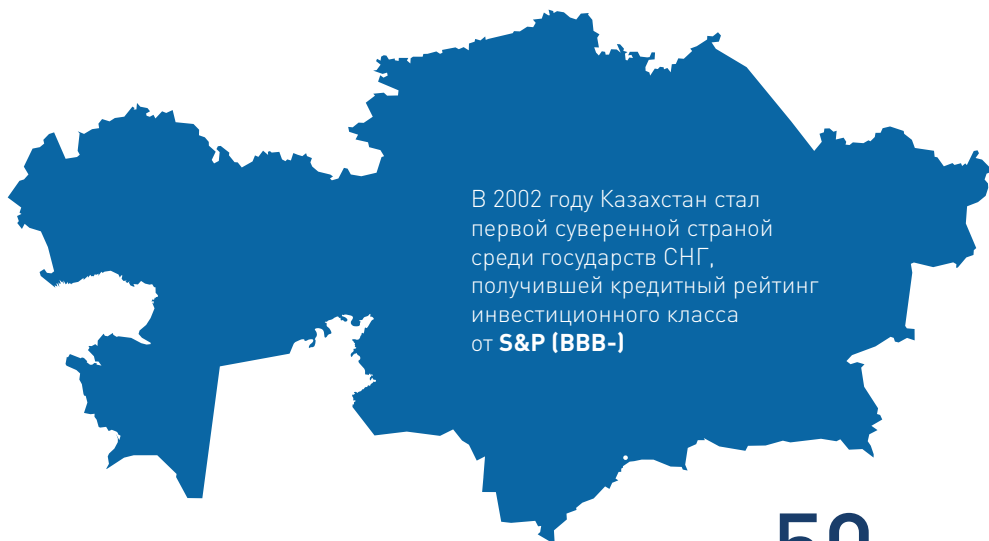 В 2002 году Казахстан стал
первой суверенной страной
среди государств СНГ,
получившей кредитный рейтинг
инвестиционного класса
от S&P (BBB-)